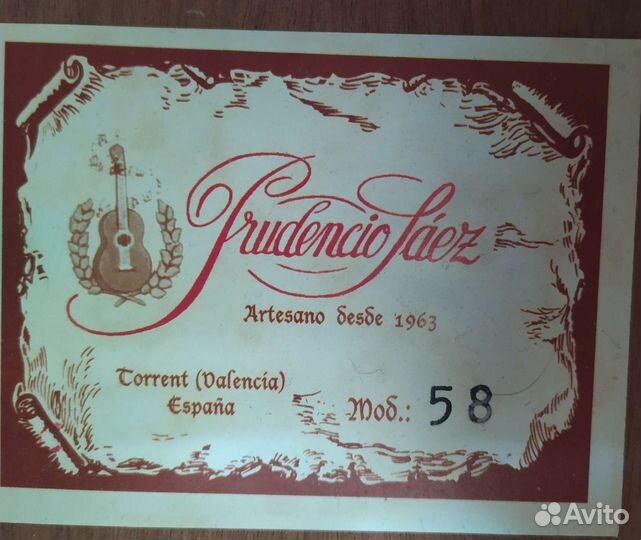 Prudencio Sáez
Artesano desde 1963
Torrent (Valencia)
España
Mod.: 58
Avito